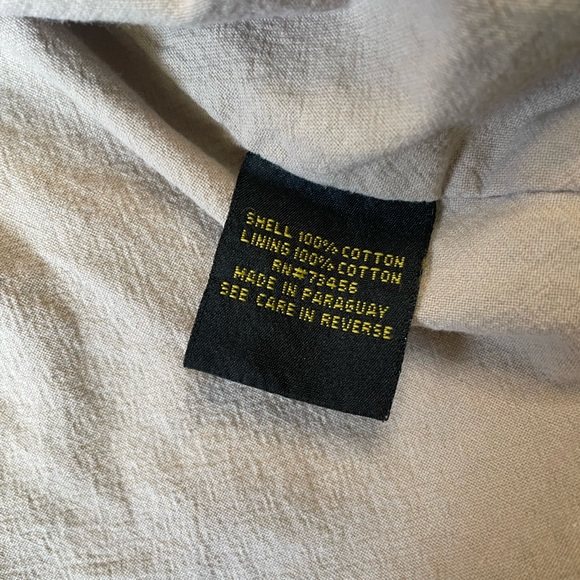 SHELL 100% COTTON
LINING 100% COTTON
RN#73456
MADE IN PARAGUAY
SEE CARE IN REVERSE